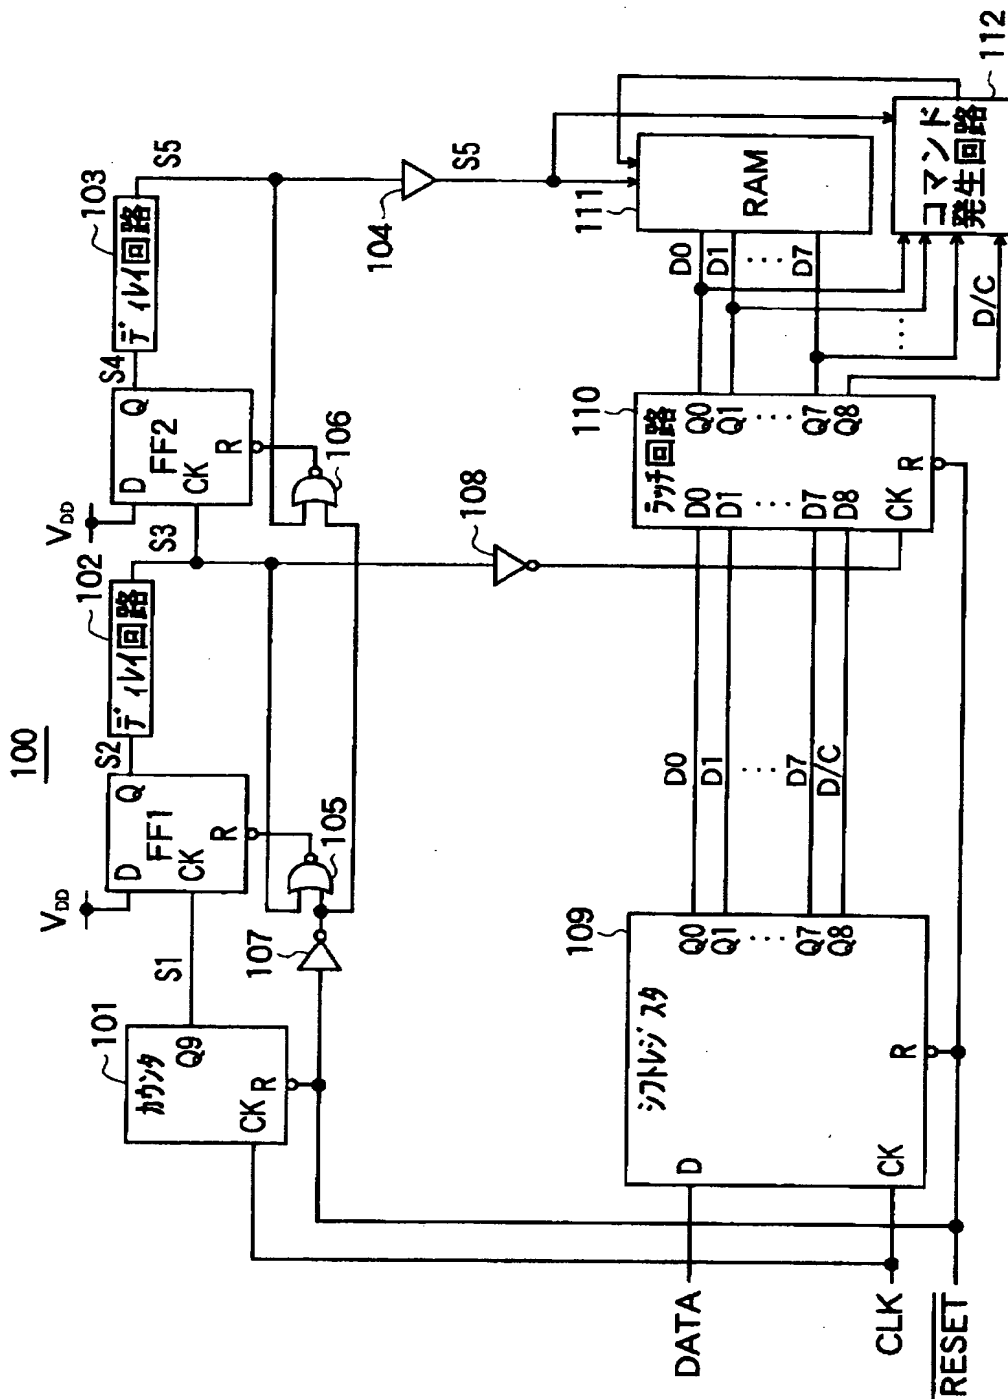 100
VDD
D
Q
FF1
CK
R
S1
カウンタ
101
Q9
CK
R
S2
ディレイ回路
102
S3
VDD
D
Q
FF2
CK
R
S4
ディレイ回路
103
S5
104
S5
105
106
107
108
シフトレジスタ
109
D
CK
R
Q0
Q1
...
Q7
Q8
D0
D1
...
D7
D/C
ラッチ回路
110
D0
D1
...
D7
D8
CK
R
Q0
Q1
...
Q7
Q8
D0
D1
...
D7
...
D/C
RAM
111
コマンド
発生回路
112
DATA
CLK
RESET